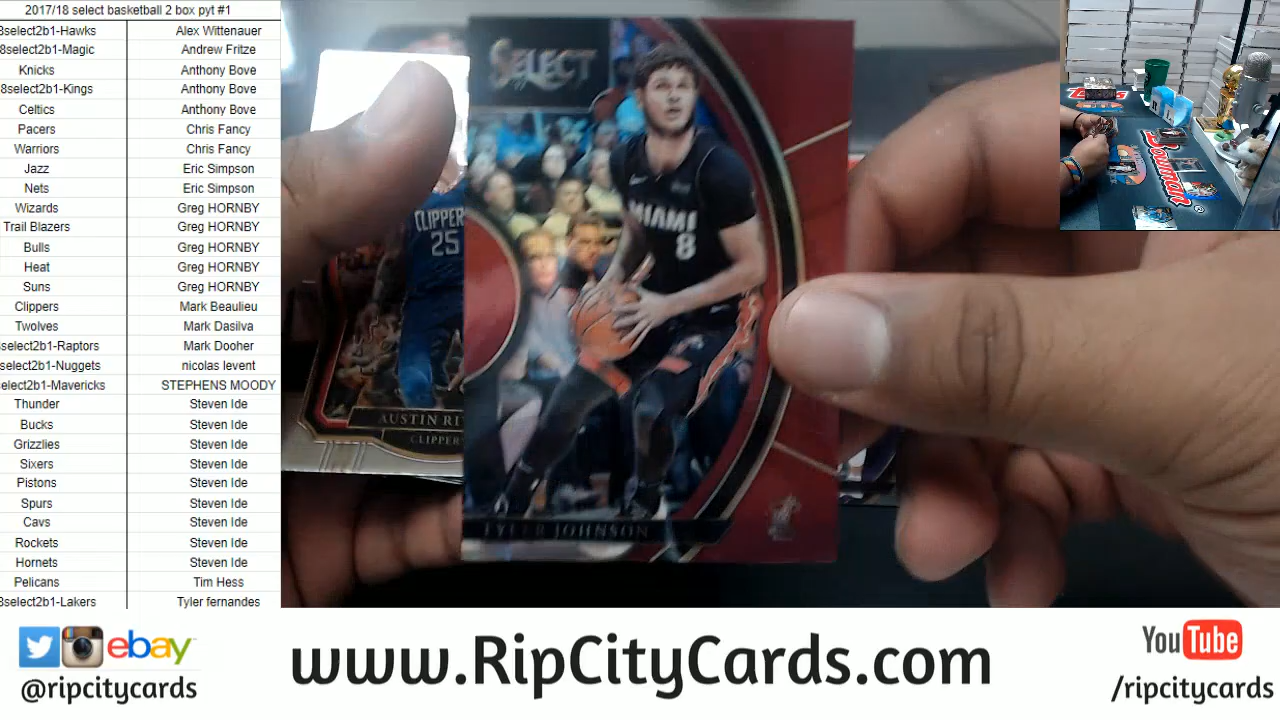 2017/18 select basketball 2 box pyt #1
8select2b1-Hawks Alex Wittenauer
8select2b1-Magic Andrew Fritze
Knicks Anthony Bove
8select2b1-Kings Anthony Bove
Celtics Anthony Bove
Pacers Chris Fancy
Warriors Chris Fancy
Jazz Eric Simpson
Nets Eric Simpson
Wizards Greg HORNBY
Trail Blazers Greg HORNBY
Bulls Greg HORNBY
Heat Greg HORNBY
Suns Greg HORNBY
Clippers Mark Beaulieu
Twolves Mark Dasilva
select2b1-Raptors Mark Dooher
select2b1-Nuggets nicolas levent
select2b1-Mavericks STEPHENS MOODY
Thunder Steven Ide
Bucks Steven Ide
Grizzlies Steven Ide
Sixers Steven Ide
Pistons Steven Ide
Spurs Steven Ide
Cavs Steven Ide
Rockets Steven Ide
Hornets Steven Ide
Pelicans Tim Hess
8select2b1-Lakers Tyler fernandes
SELECT
MIAMI
8
TYLER JOHNSON
CLIPPER
25
AUSTIN RI
CLIPPER
Bowman
ebay
@ripcitycards
www.RipCityCards.com
YouTube
/ripcitycards